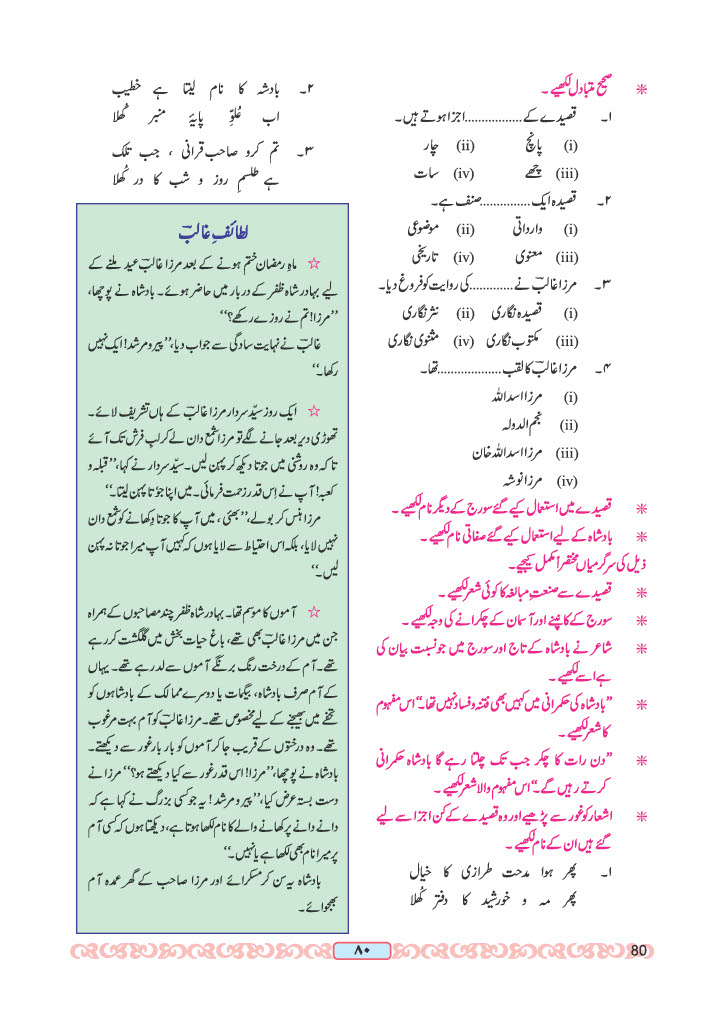 ❊ صحیح متبادل لکھیے۔
۱۔ قصیدے کے.................اجزا ہوتے ہیں۔
(i) پانچ (ii) چار
(iii) چھے (iv) سات
۲۔ قصیدہ ایک...............صنف ہے۔
(i) وارداتی (ii) موضوعی
(iii) معنوی (iv) تاریخی
۳۔ مرزا غالبؔ نے.............کی روایت کو فروغ دیا۔
(i) قصیدہ نگاری (ii) نثر نگاری
(iii) مکتوب نگاری (iv) مثنوی نگاری
۴۔ مرزا غالبؔ کا لقب...................تھا۔
(i) مرزا اسد اللہ
(ii) نجم الدولہ
(iii) مرزا اسد اللہ خان
(iv) مرزا نوشہ
❊ قصیدے میں استعمال کیے گئے سورج کے دیگر نام لکھیے۔
❊ بادشاہ کے لیے استعمال کیے گئے صفاتی نام لکھیے۔
ذیل کی سرگرمیاں مختصراً مکمل کیجیے۔
❊ قصیدے سے صنعتِ مبالغہ کا کوئی شعر لکھیے۔
❊ سورج کے کانپنے اور آسمان کے چکرانے کی وجہ لکھیے۔
❊ شاعر نے بادشاہ کے تاج اور سورج میں جو نسبت بیان کی
ہے اسے لکھیے۔
❊ ”بادشاہ کی حکمرانی میں کہیں بھی فتنہ و فساد نہیں تھا۔“ اس مفہوم
کا شعر لکھیے۔
❊ ”دن رات کا چکر جب تک چلتا رہے گا بادشاہ حکمرانی
کرتے رہیں گے۔“ اس مفہوم والا شعر لکھیے۔
❊ اشعار کو غور سے پڑھیے اور وہ قصیدے کے کن اجزا سے لیے
گئے ہیں ان کے نام لکھیے۔
۱۔ پھر ہوا مدحت طرازی کا خیال
پھر مہ و خورشید کا دفتر کُھلا
۲۔ بادشہ کا نام لیتا ہے خطیب
اب عُلوِّ پایۂ منبر کُھلا
۳۔ تم کرو صاحب قرانی ، جب تلک
ہے طلسمِ روز و شب کا در کُھلا
لطائفِ غالبؔ
☆ ماہِ رمضان ختم ہونے کے بعد مرزا غالبؔ عید ملنے کے
لیے بہادر شاہ ظفر کے دربار میں حاضر ہوئے۔ بادشاہ نے پوچھا،
”مرزا! تم نے روزے رکھے؟“
غالبؔ نے نہایت سادگی سے جواب دیا، ”پیر و مرشد! ایک نہیں
رکھا۔“
☆ ایک روز سیّد سردار مرزا غالبؔ کے ہاں تشریف لائے۔
تھوڑی دیر بعد جانے لگے تو مرزا شمع دان لے کر لبِ فرش تک آئے
تا کہ وہ روشنی میں جوتا دیکھ کر پہن لیں۔ سیّد سردار نے کہا، ”قبلہ و
کعبہ! آپ نے اِس قدر زحمت فرمائی۔ میں اپنا جوٗتا پہن لیتا۔“
مرزا ہنس کر بولے، ”بھئی، میں آپ کا جوتا دکھانے کو شمع دان
نہیں لایا، بلکہ اس احتیاط سے لایا ہوں کہ کہیں آپ میرا جوتا نہ پہن
لیں۔“
☆ آموں کا موسم تھا۔ بہادر شاہ ظفر چند مصاحبوں کے ہمراہ
جن میں مرزا غالبؔ بھی تھے، باغِ حیات بخش میں گلگشت کر رہے
تھے۔ آم کے درخت رنگ برنگے آموں سے لد رہے تھے۔ یہاں
کے آم صرف بادشاہ، بیگمات یا دوسرے ممالک کے بادشاہوں کو
تحفے میں بھیجنے کے لیے مخصوص تھے۔ مرزا غالبؔ کو آم بہت مرغوب
تھے۔ وہ درختوں کے قریب جا کر آموں کو بار بار غور سے دیکھتے۔
بادشاہ نے پوچھا، ”مرزا! اس قدر غور سے کیا دیکھتے ہو؟“ مرزا نے
دست بستہ عرض کیا، ”پیر و مرشد! یہ جو کسی بزرگ نے کہا ہے کہ
دانے دانے پر کھانے والے کا نام لکھا ہوتا ہے، دیکھتا ہوں کہ کسی آم
پر میرا نام بھی لکھا ہے یا نہیں۔“
بادشاہ یہ سن کر مسکرائے اور مرزا صاحب کے گھر عمدہ آم
بھجوائے۔
۸۰
80